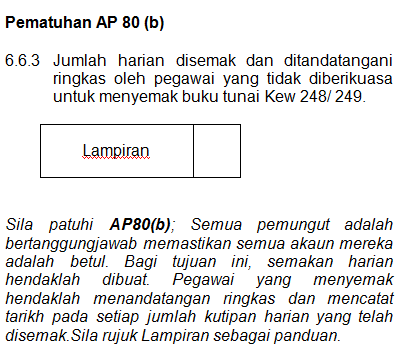 Pematuhan AP 80 (b)
6.6.3 Jumlah harian disemak dan ditandatangani
ringkas oleh pegawai yang tidak diberikuasa
untuk menyemak buku tunai Kew 248/ 249.
Lampiran
Sila patuhi AP80(b); Semua pemungut adalah
bertanggungjawab memastikan semua akaun mereka
adalah betul. Bagi tujuan ini, semakan harian
hendaklah dibuat. Pegawai yang menyemak
hendaklah menandatangan ringkas dan mencatat
tarikh pada setiap jumlah kutipan harian yang telah
disemak.Sila rujuk Lampiran sebagai panduan.